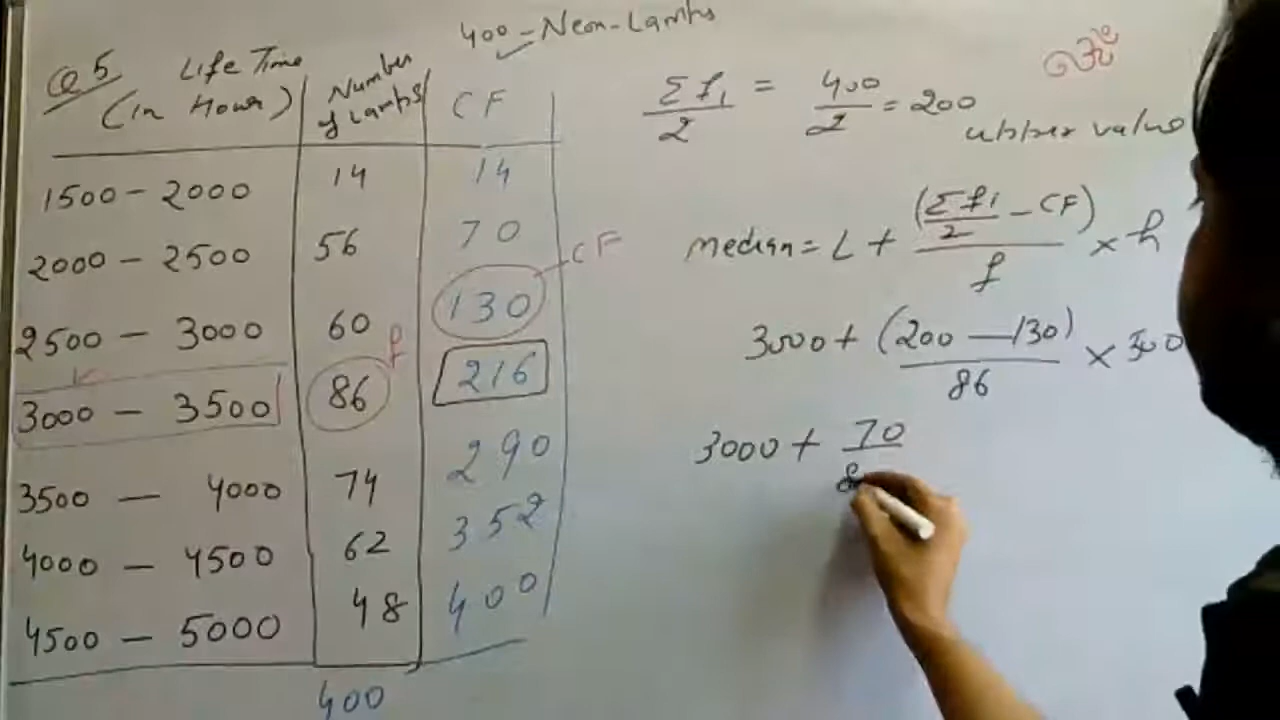 400 - Neon-Lamps
Q5 Life Time (in Hour)
Number of Lamps
CF
1500 - 2000 14 14
2000 - 2500 56 70
CF
2500 - 3000 60 130
f
3000 - 3500 86 216
3500 - 4000 74 290
4000 - 4500 62 352
4500 - 5000 48 400
400
Σf1/2 = 400/2 = 200
upper value
median = L + (Σf1/2 - CF)/f × h
3000 + (200 - 130)/86 × 500
3000 + 70/8
ॐ